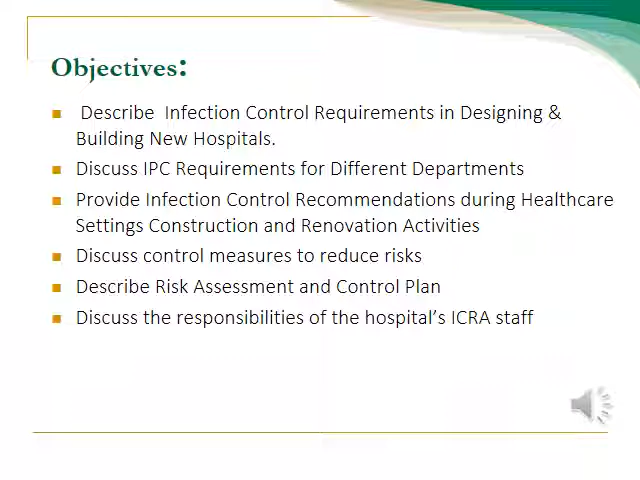 Objectives:
Describe Infection Control Requirements in Designing &
Building New Hospitals.
Discuss IPC Requirements for Different Departments
Provide Infection Control Recommendations during Healthcare
Settings Construction and Renovation Activities
Discuss control measures to reduce risks
Describe Risk Assessment and Control Plan
Discuss the responsibilities of the hospital’s ICRA staff